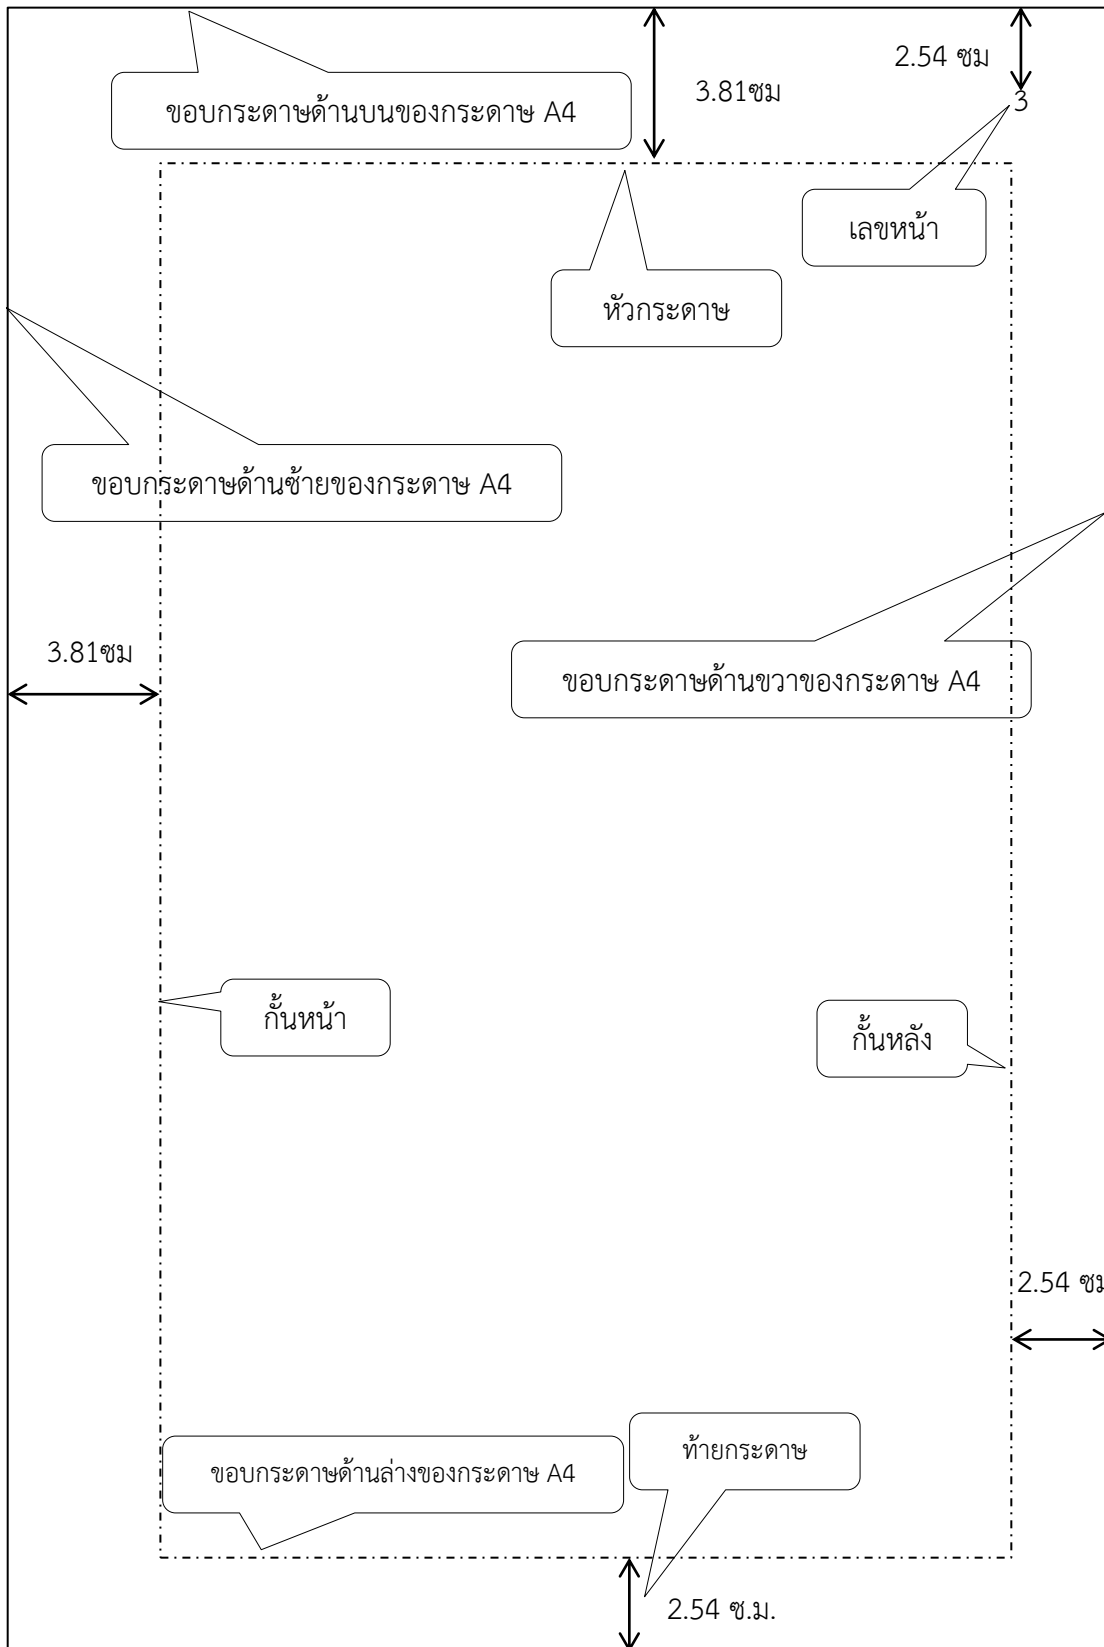 2.54 ซม
3.81ซม
ขอบกระดาษด้านบนของกระดาษ A4
3
เลขหน้า
หัวกระดาษ
ขอบกระดาษด้านซ้ายของกระดาษ A4
3.81ซม
ขอบกระดาษด้านขวาของกระดาษ A4
กั้นหน้า
กั้นหลัง
2.54 ซม
ท้ายกระดาษ
ขอบกระดาษด้านล่างของกระดาษ A4
2.54 ซ.ม.